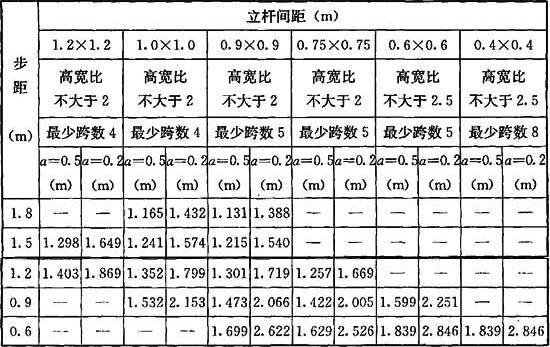 立杆间距（m）
步距（m）
1.2×1.2 1.0×1.0 0.9×0.9 0.75×0.75 0.6×0.6 0.4×0.4
高宽比不大于2 高宽比不大于2 高宽比不大于2 高宽比不大于2 高宽比不大于2.5 高宽比不大于2.5
最少跨数4 最少跨数4 最少跨数5 最少跨数5 最少跨数5 最少跨数8
a=0.5（m） a=0.2（m） a=0.5（m） a=0.2（m） a=0.5（m） a=0.2（m） a=0.5（m） a=0.2（m） a=0.5（m） a=0.2（m） a=0.5（m） a=0.2（m）
1.8 — — 1.165 1.432 1.131 1.388 — — — — — —
1.5 1.298 1.649 1.241 1.574 1.215 1.540 — — — — — —
1.2 1.403 1.869 1.352 1.799 1.301 1.719 1.257 1.669 — — — —
0.9 — — 1.532 2.153 1.473 2.066 1.422 2.005 1.599 2.251 — —
0.6 — — — — 1.699 2.622 1.629 2.526 1.839 2.846 1.839 2.846